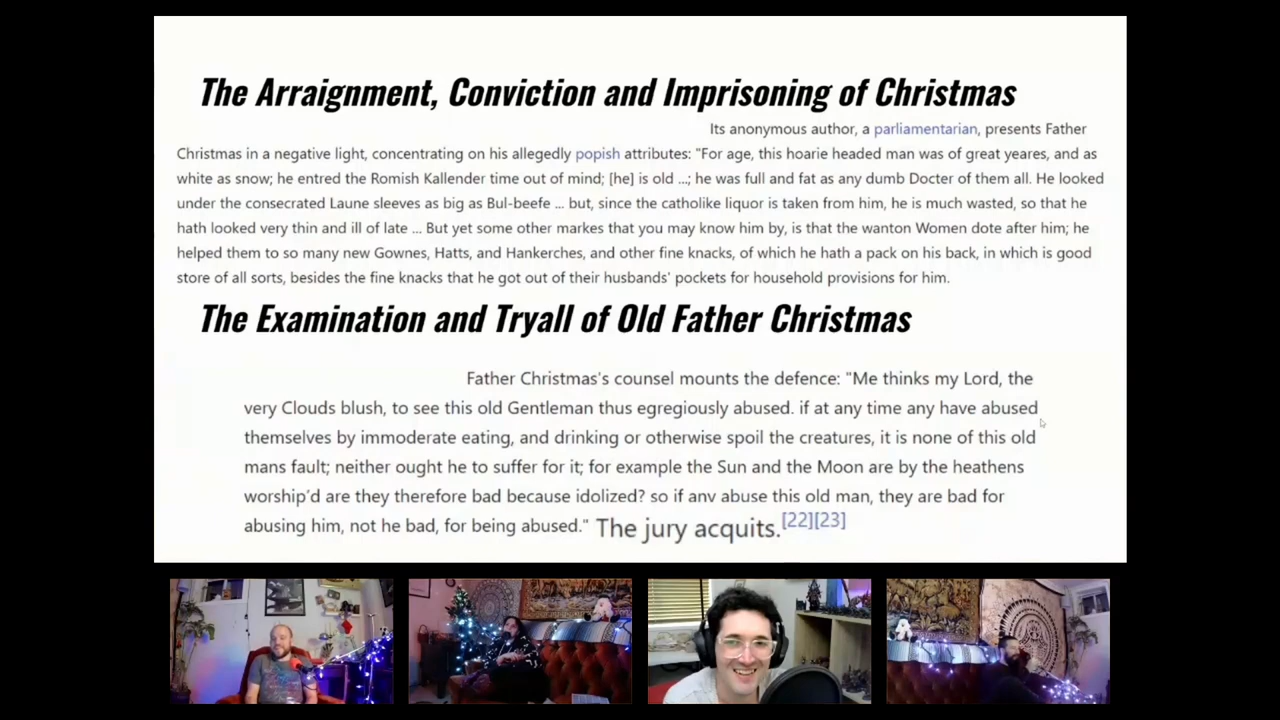 The Arraignment, Conviction and Imprisoning of Christmas
Its anonymous author, a parliamentarian, presents Father
Christmas in a negative light, concentrating on his allegedly popish attributes: "For age, this hoarie headed man was of great yeares, and as
white as snow; he entred the Romish Kallender time out of mind; [he] is old ...; he was full and fat as any dumb Docter of them all. He looked
under the consecrated Laune sleeves as big as Bul-beefe ... but, since the catholike liquor is taken from him, he is much wasted, so that he
hath looked very thin and ill of late ... But yet some other markes that you may know him by, is that the wanton Women dote after him; he
helped them to so many new Gownes, Hatts, and Hankerches, and other fine knacks, of which he hath a pack on his back, in which is good
store of all sorts, besides the fine knacks that he got out of their husbands' pockets for household provisions for him.
The Examination and Tryall of Old Father Christmas
Father Christmas's counsel mounts the defence: "Me thinks my Lord, the
very Clouds blush, to see this old Gentleman thus egregiously abused. if at any time any have abused
themselves by immoderate eating, and drinking or otherwise spoil the creatures, it is none of this old
mans fault; neither ought he to suffer for it; for example the Sun and the Moon are by the heathens
worship'd are they therefore bad because idolized? so if any abuse this old man, they are bad for
abusing him, not he bad, for being abused." The jury acquits.[22][23]